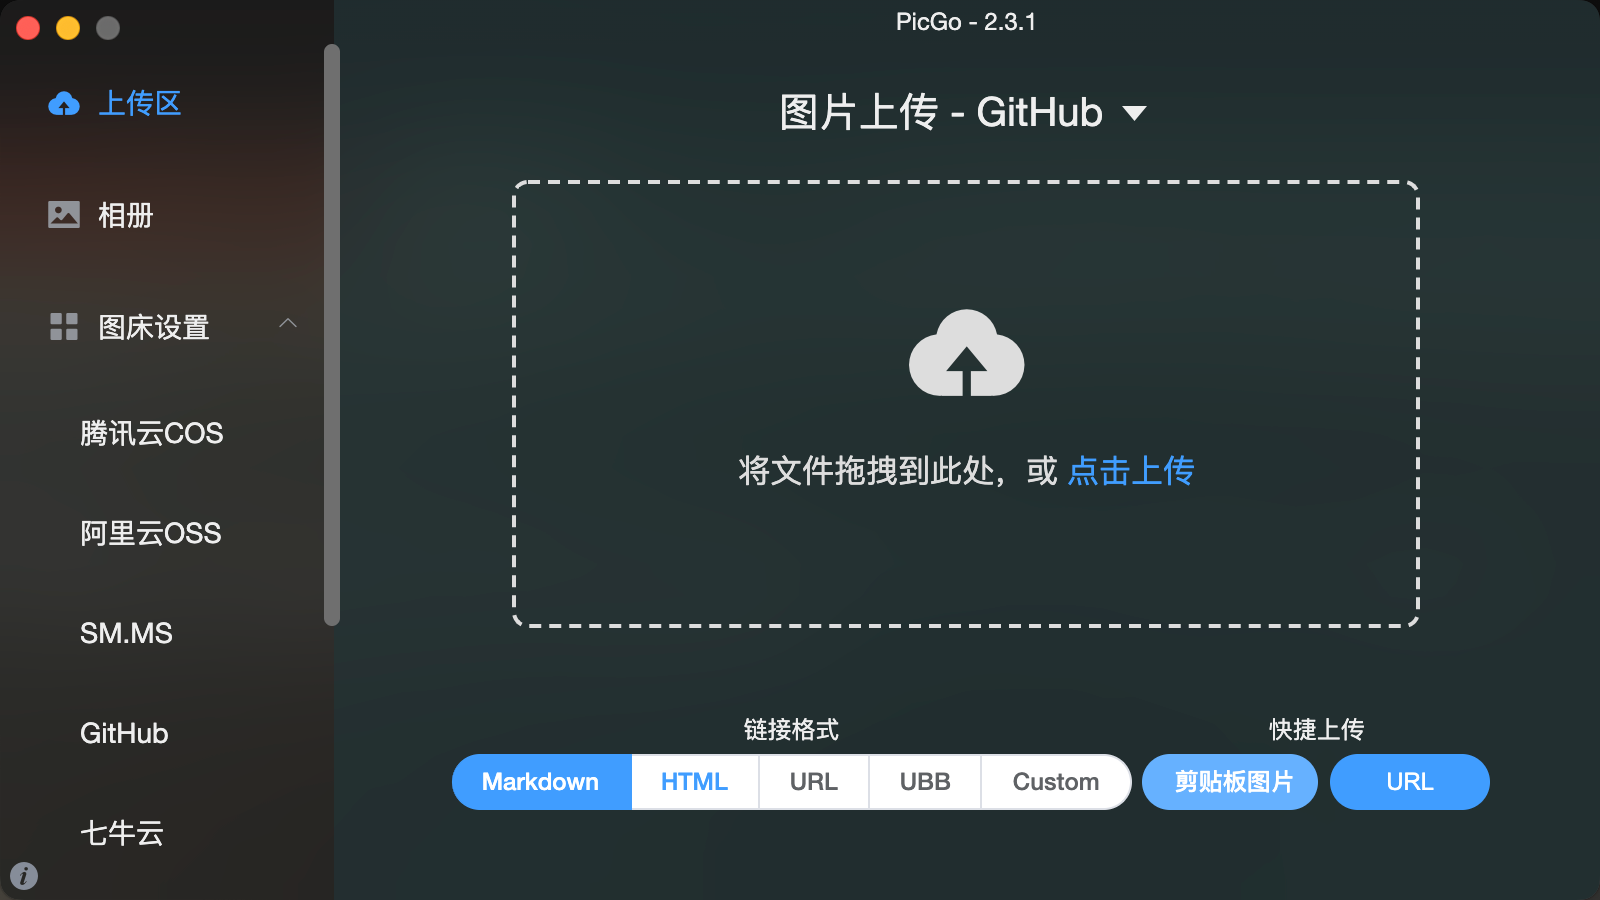 PicGo - 2.3.1
上传区
相册
图床设置
腾讯云COS
阿里云OSS
SM.MS
GitHub
七牛云
图片上传 - GitHub
将文件拖拽到此处，或 点击上传
链接格式
Markdown
HTML
URL
UBB
Custom
快捷上传
剪贴板图片
URL